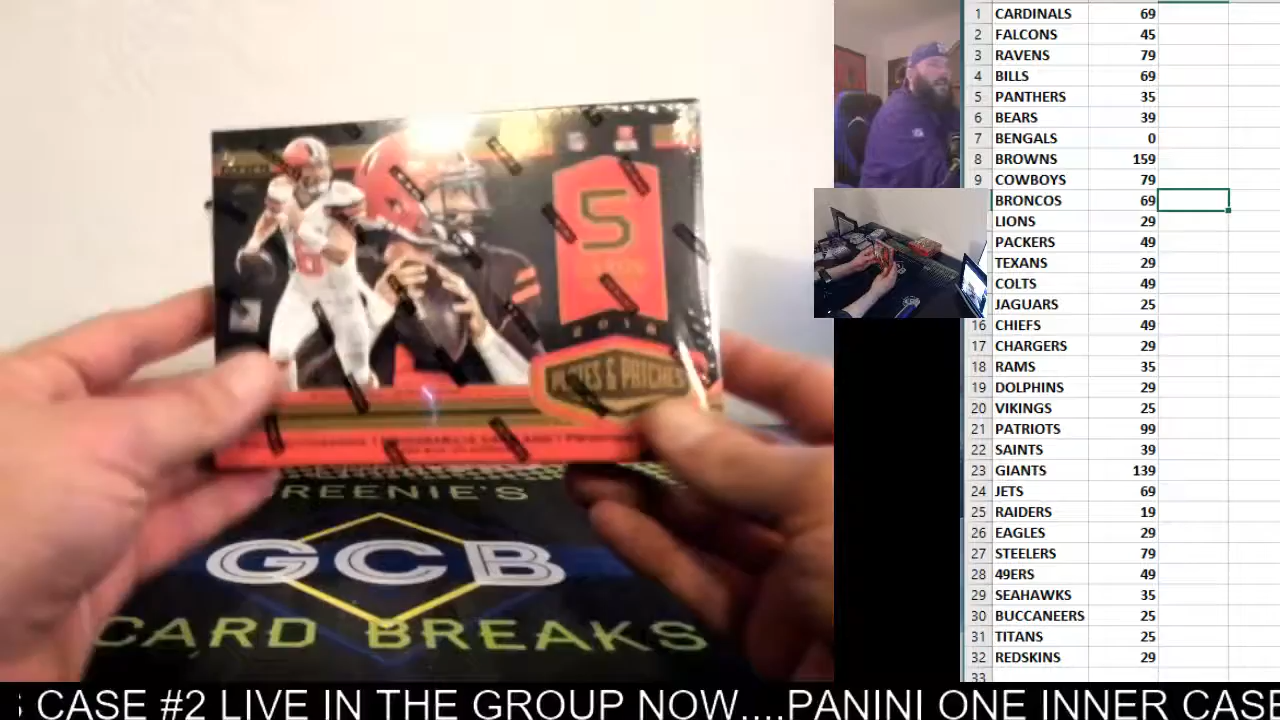 5
2018
PLATES & PATCHES
6
GREENIE'S
GCB
CARD BREAKS
1 CARDINALS 69
2 FALCONS 45
3 RAVENS 79
4 BILLS 69
5 PANTHERS 35
6 BEARS 39
7 BENGALS 0
8 BROWNS 159
9 COWBOYS 79
BRONCOS 69
LIONS 29
PACKERS 49
TEXANS 29
COLTS 49
JAGUARS 25
16 CHIEFS 49
17 CHARGERS 29
18 RAMS 35
19 DOLPHINS 29
20 VIKINGS 25
21 PATRIOTS 99
22 SAINTS 39
23 GIANTS 139
24 JETS 69
25 RAIDERS 19
26 EAGLES 29
27 STEELERS 79
28 49ERS 49
29 SEAHAWKS 35
30 BUCCANEERS 25
31 TITANS 25
32 REDSKINS 29
33
S CASE #2 LIVE IN THE GROUP NOW....PANINI ONE INNER CASE